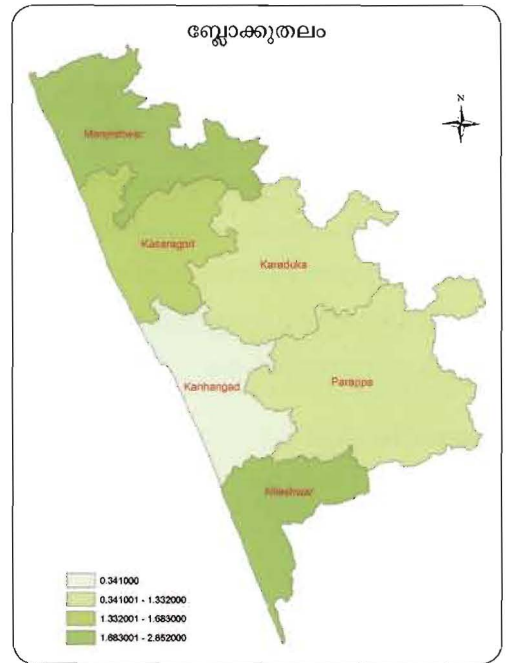 ബ്ലോക്കുതലം
N
Manjeshwar
Kasaragod
Karaduka
Kanhangad
Parappa
Nileshwar
0.341000
0.341001 - 1.332000
1.332001 - 1.683000
1.683001 - 2.852000